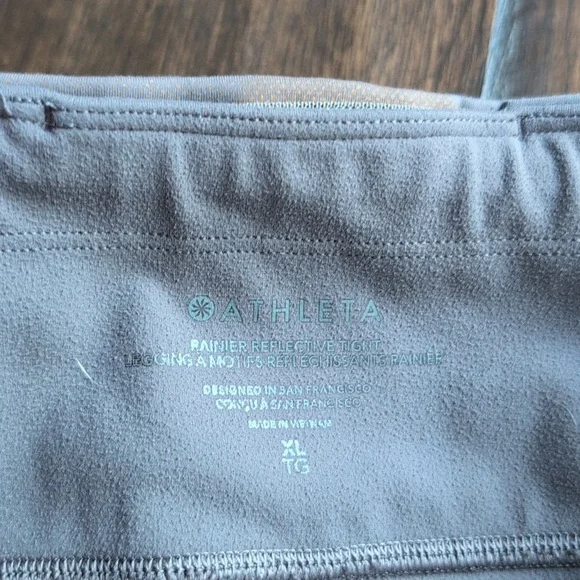 ATHLETA
RAINIER REFLECTIVE TIGHT
LEGGING À MOTIFS RÉFLÉCHISSANTS RAINIER
DESIGNED IN SAN FRANCISCO
CONÇU À SAN FRANCISCO
MADE IN VIETNAM
XL
TG